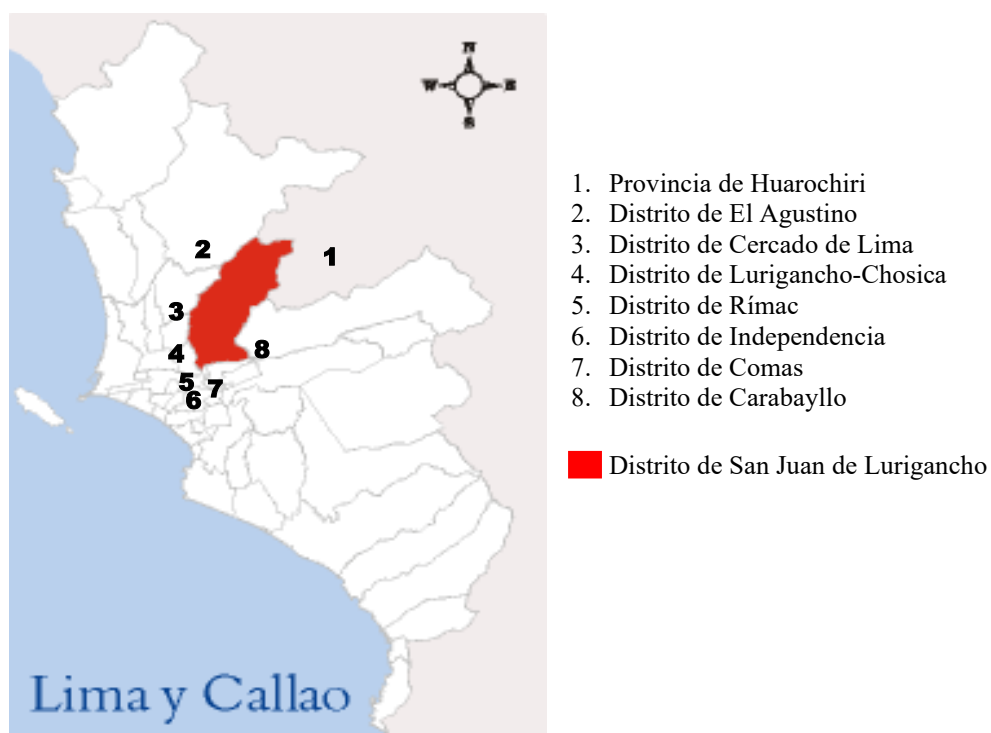 N
W E
S
2
1
3
4
8
5
7
6
Lima y Callao
1. Provincia de Huarochiri
2. Distrito de El Agustino
3. Distrito de Cercado de Lima
4. Distrito de Lurigancho-Chosica
5. Distrito de Rímac
6. Distrito de Independencia
7. Distrito de Comas
8. Distrito de Carabayllo
Distrito de San Juan de Lurigancho